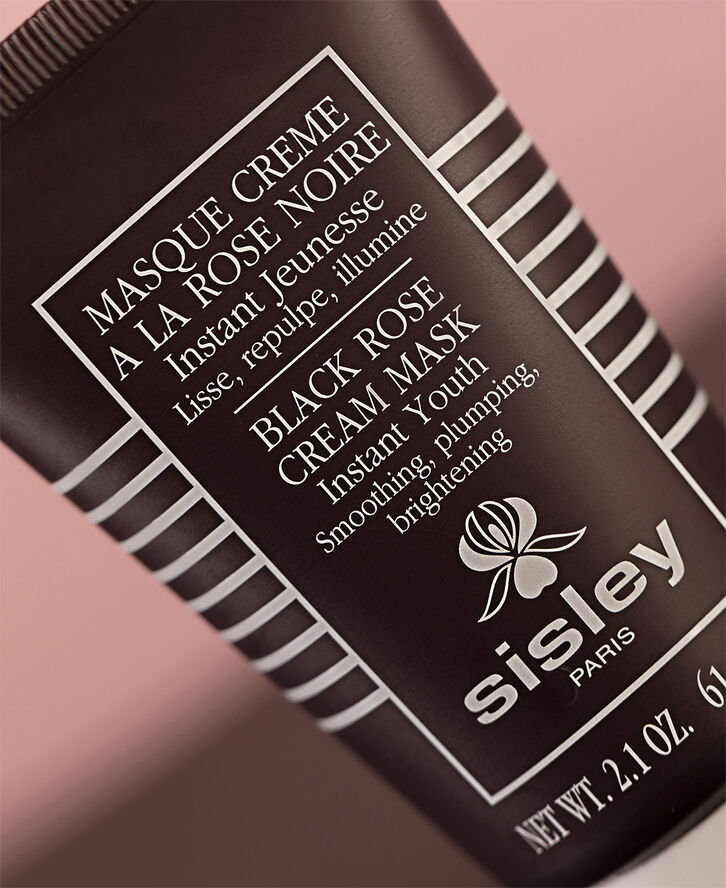 MASQUE CREME
A LA ROSE NOIRE
Instant Jeunesse
Lisse, repulpe, illumine
BLACK ROSE
CREAM MASK
Instant Youth
Smoothing, plumping,
brightening
sisley
PARIS
NET WT. 2.1 OZ. 61